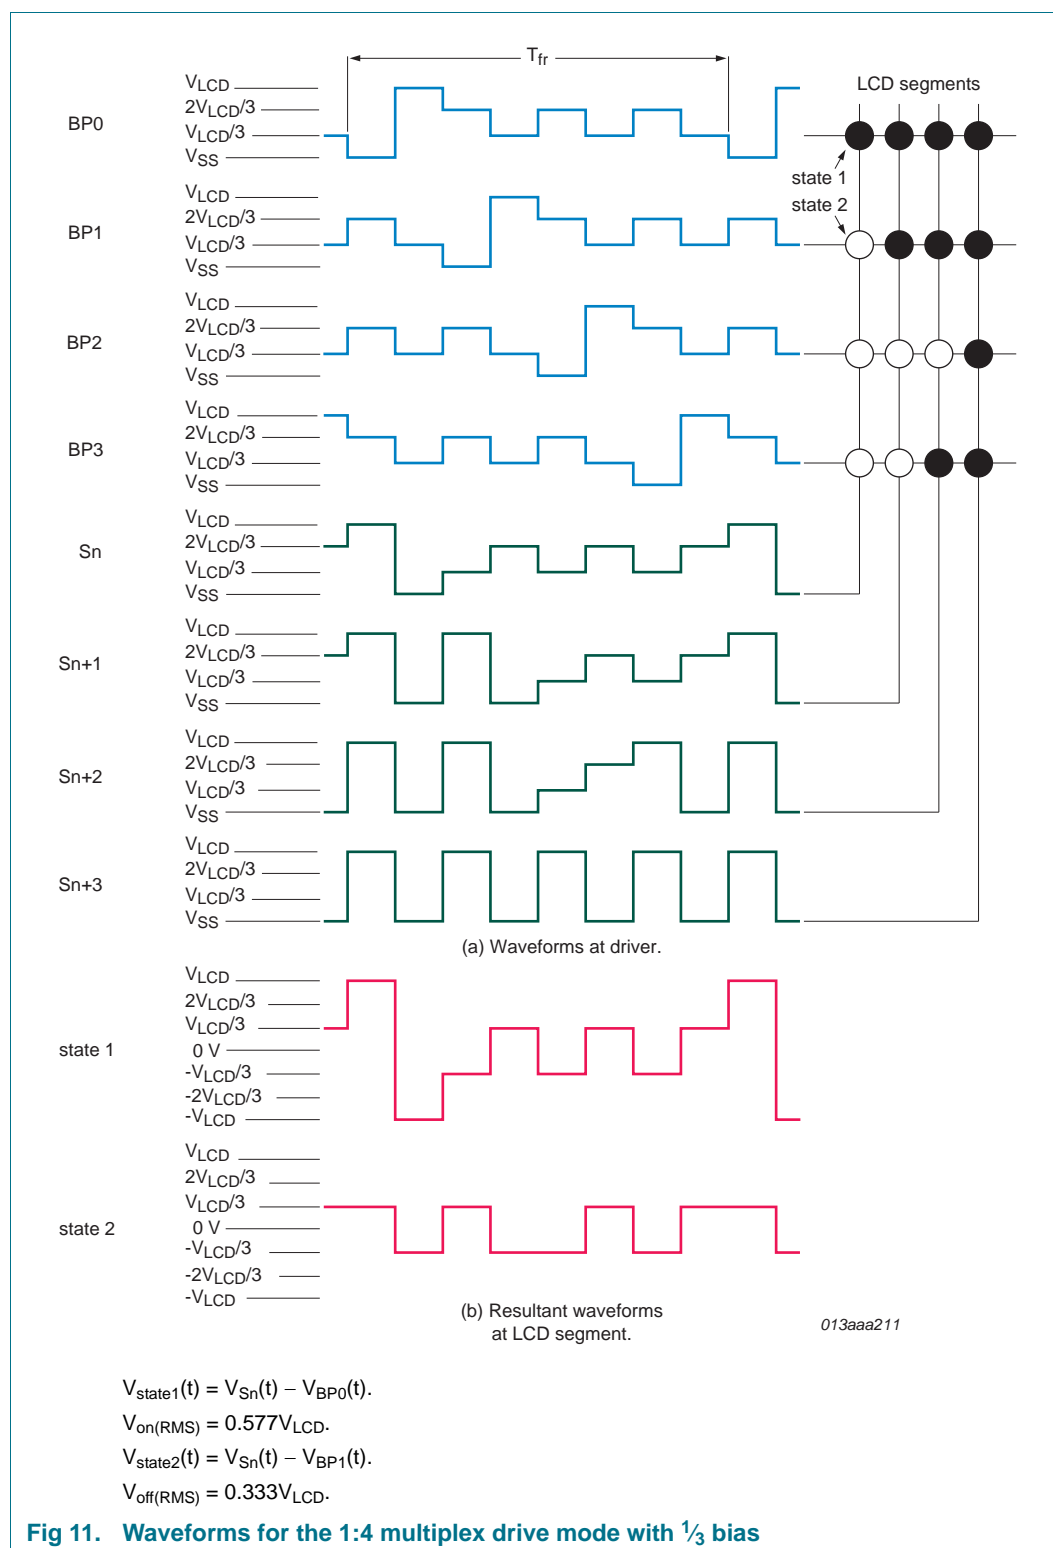 Tfr
VLCD
2VLCD/3
VLCD/3
VSS
BP0
LCD segments
state 1
state 2
VLCD
2VLCD/3
VLCD/3
VSS
BP1
VLCD
2VLCD/3
VLCD/3
VSS
BP2
VLCD
2VLCD/3
VLCD/3
VSS
BP3
VLCD
2VLCD/3
VLCD/3
VSS
Sn
VLCD
2VLCD/3
VLCD/3
VSS
Sn+1
VLCD
2VLCD/3
VLCD/3
VSS
Sn+2
VLCD
2VLCD/3
VLCD/3
VSS
Sn+3
(a) Waveforms at driver.
VLCD
2VLCD/3
VLCD/3
0 V
-VLCD/3
-2VLCD/3
-VLCD
state 1
VLCD
2VLCD/3
VLCD/3
0 V
-VLCD/3
-2VLCD/3
-VLCD
state 2
(b) Resultant waveforms
at LCD segment.
013aaa211
Vstate1(t) = VSn(t) − VBP0(t).
Von(RMS) = 0.577VLCD.
Vstate2(t) = VSn(t) − VBP1(t).
Voff(RMS) = 0.333VLCD.
Fig 11. Waveforms for the 1:4 multiplex drive mode with 1⁄3 bias